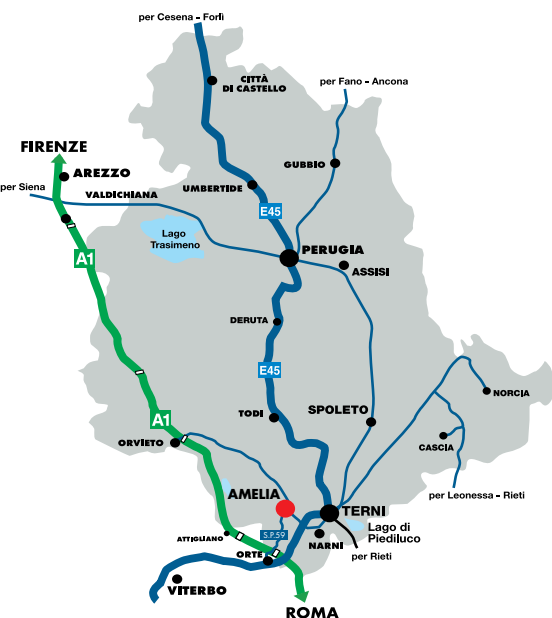 per Cesena - Forlì
CITTÀ
DI CASTELLO
per Fano - Ancona
FIRENZE
AREZZO
GUBBIO
per Siena
VALDICHIANA
UMBERTIDE
E45
Lago
Trasimeno
PERUGIA
A1
ASSISI
DERUTA
E45
NORCIA
A1
TODI
SPOLETO
ORVIETO
CASCIA
AMELIA
per Leonessa - Rieti
TERNI
Lago di
Piediluco
ATTIGLIANO
S.P.59
NARNI
per Rieti
ORTE
VITERBO
ROMA